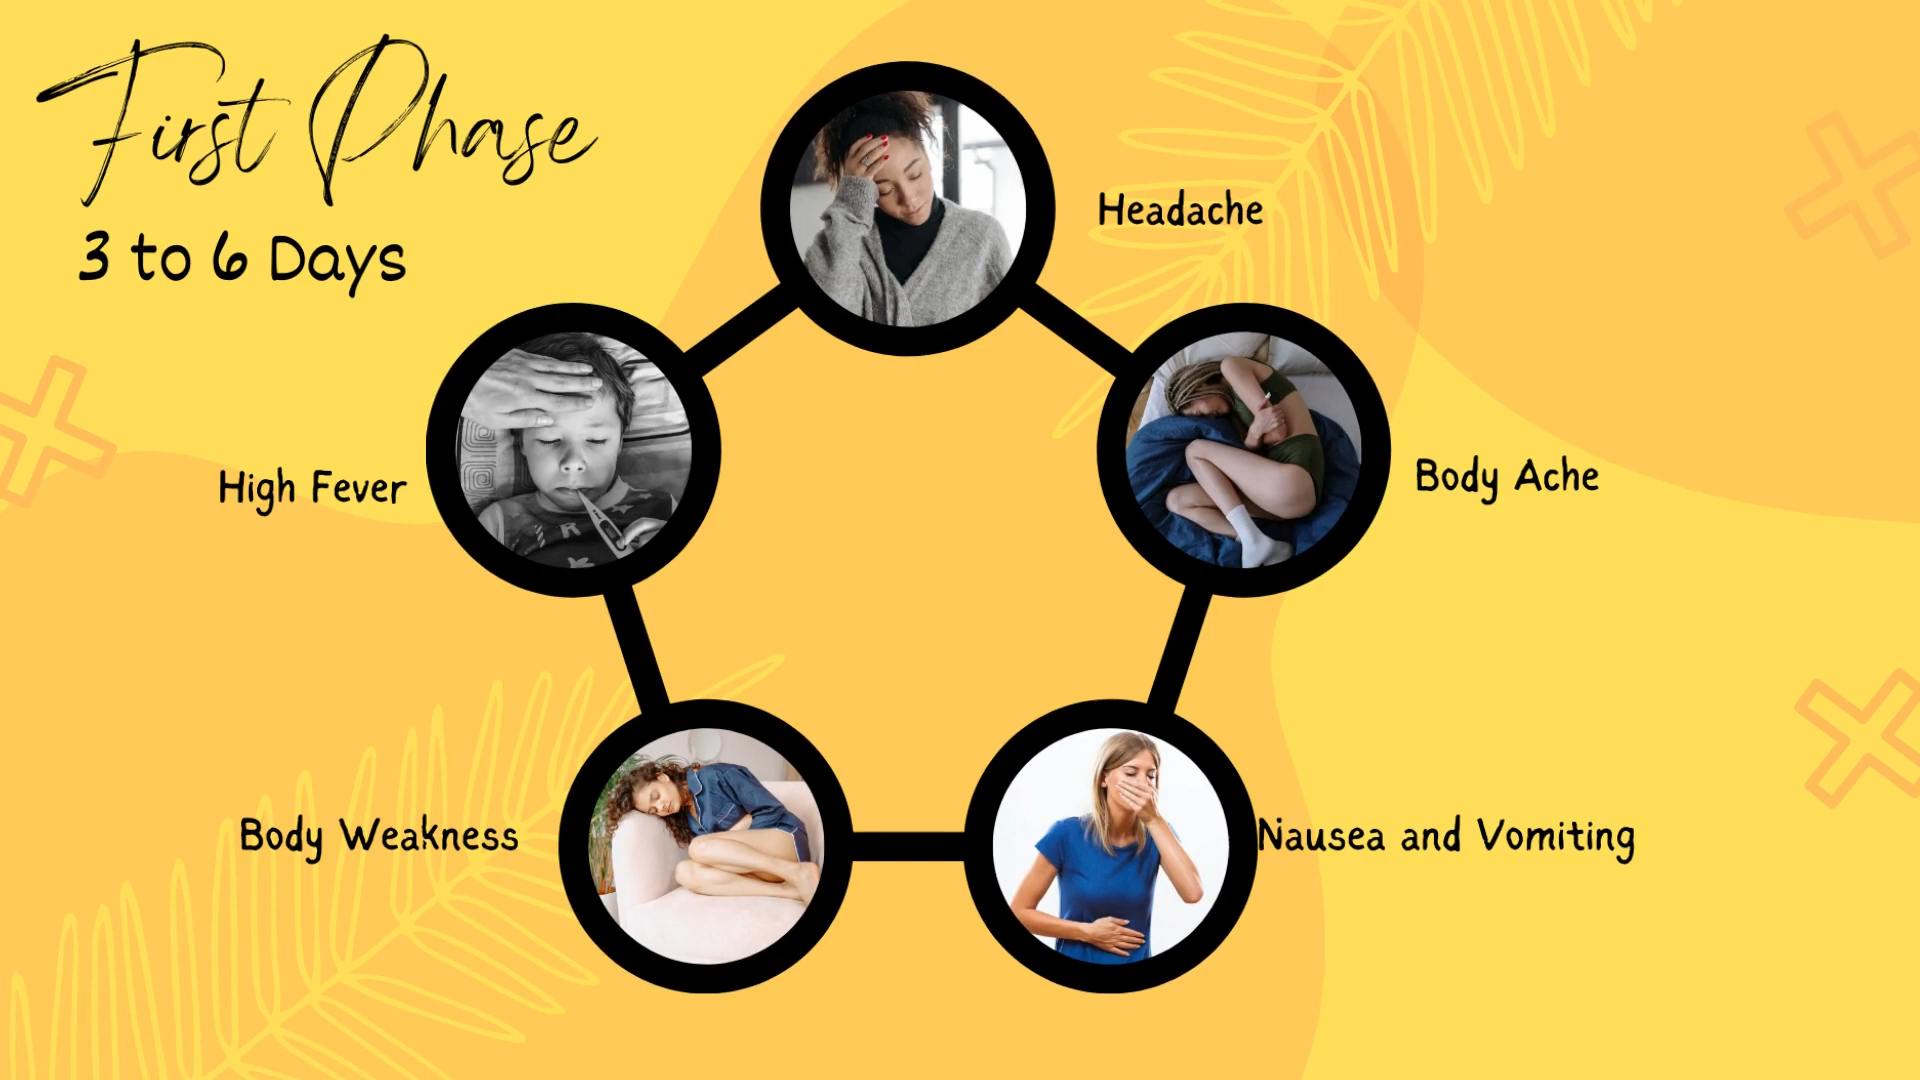 First Phase
3 to 6 Days
Headache
High Fever
Body Ache
Body Weakness
Nausea and Vomiting